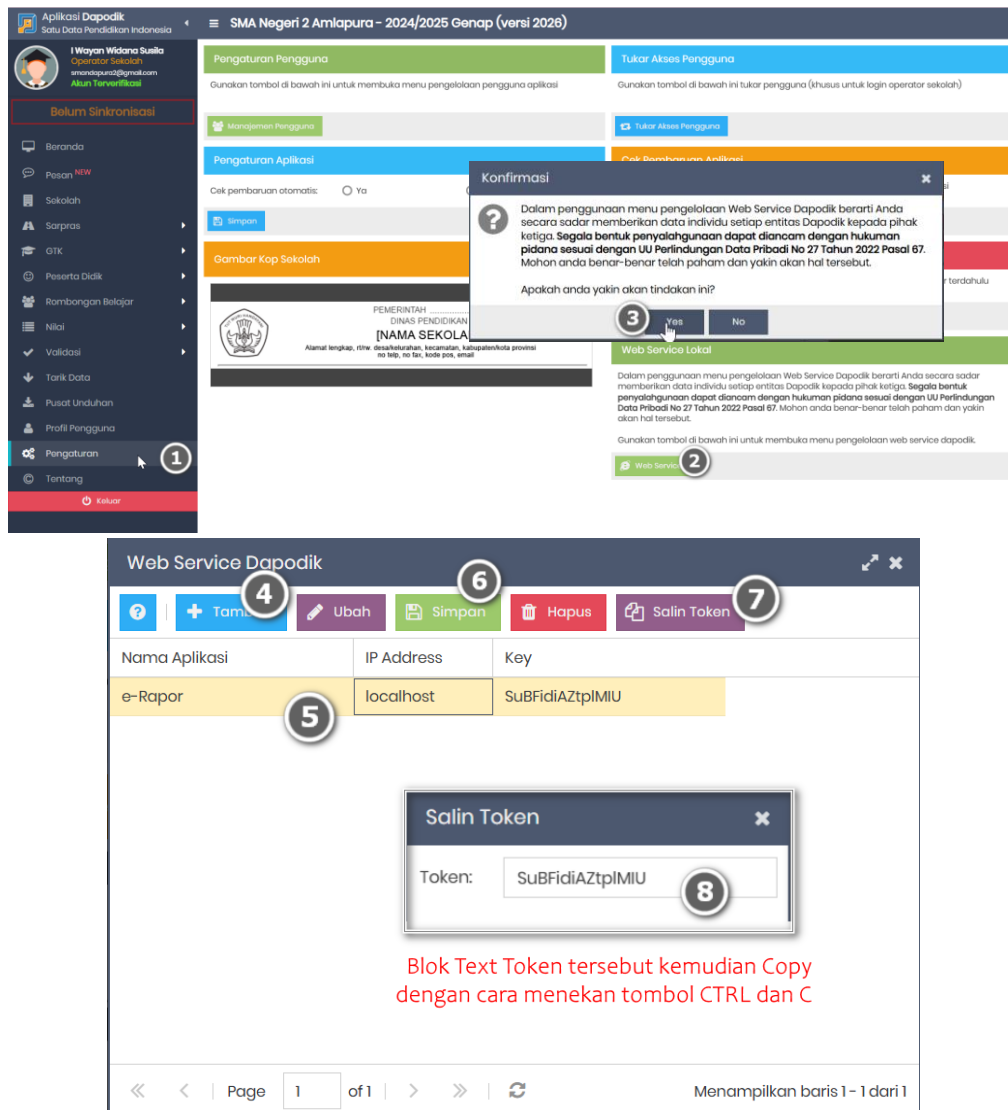 Aplikasi Dapodik
Satu Data Pendidikan Indonesia
SMA Negeri 2 Amlapura - 2024/2025 Genap (versi 2026)
I Wayan Widana Susila
Operator Sekolah
smandapura2@gmail.com
Akun Terverifikasi
Belum Sinkronisasi
Beranda
Pesan NEW
Sekolah
Sarpras
GTK
Peserta Didik
Rombongan Belajar
Nilai
Validasi
Tarik Data
Pusat Unduhan
Profil Pengguna
Pengaturan
1
Tentang
Keluar
Pengaturan Pengguna
Gunakan tombol di bawah ini untuk membuka menu pengelolaan pengguna aplikasi
Manajemen Pengguna
Tukar Akses Pengguna
Gunakan tombol di bawah ini tukar pengguna (khusus untuk login operator sekolah)
Tukar Akses Pengguna
Pengaturan Aplikasi
Cek pembaruan otomatis:
Ya
Simpan
Cek Pembaruan Aplikasi
si
Gambar Kop Sekolah
PEMERINTAH ..................
DINAS PENDIDIKAN
[NAMA SEKOLA
Alamat lengkap, rt/rw. desa/kelurahan, kecamatan, kabupaten/kota provinsi
no telp, no fax, kode pos, email
r terdahulu
Konfirmasi
Dalam penggunaan menu pengelolaan Web Service Dapodik berarti Anda
secara sadar memberikan data individu setiap entitas Dapodik kepada pihak
ketiga. Segala bentuk penyalahgunaan dapat diancam dengan hukuman
pidana sesuai dengan UU Perlindungan Data Pribadi No 27 Tahun 2022 Pasal 67.
Mohon anda benar-benar telah paham dan yakin akan hal tersebut.
Apakah anda yakin akan tindakan ini?
3
Yes
No
Web Service Lokal
Dalam penggunaan menu pengelolaan Web Service Dapodik berarti Anda secara sadar
memberikan data individu setiap entitas Dapodik kepada pihak ketiga. Segala bentuk
penyalahgunaan dapat diancam dengan hukuman pidana sesuai dengan UU Perlindungan
Data Pribadi No 27 Tahun 2022 Pasal 67. Mohon anda benar-benar telah paham dan yakin
akan hal tersebut.
Gunakan tombol di bawah ini untuk membuka menu pengelolaan web service dapodik.
Web Service
2
Web Service Dapodik
Tamb
4
Ubah
Simpan
6
Hapus
Salin Token
7
Nama Aplikasi
IP Address
Key
e-Rapor
5
localhost
SuBFidiAZtplMIU
Salin Token
Token:
SuBFidiAZtplMIU
8
Blok Text Token tersebut kemudian Copy
dengan cara menekan tombol CTRL dan C
Page
1
of 1
Menampilkan baris 1 - 1 dari 1